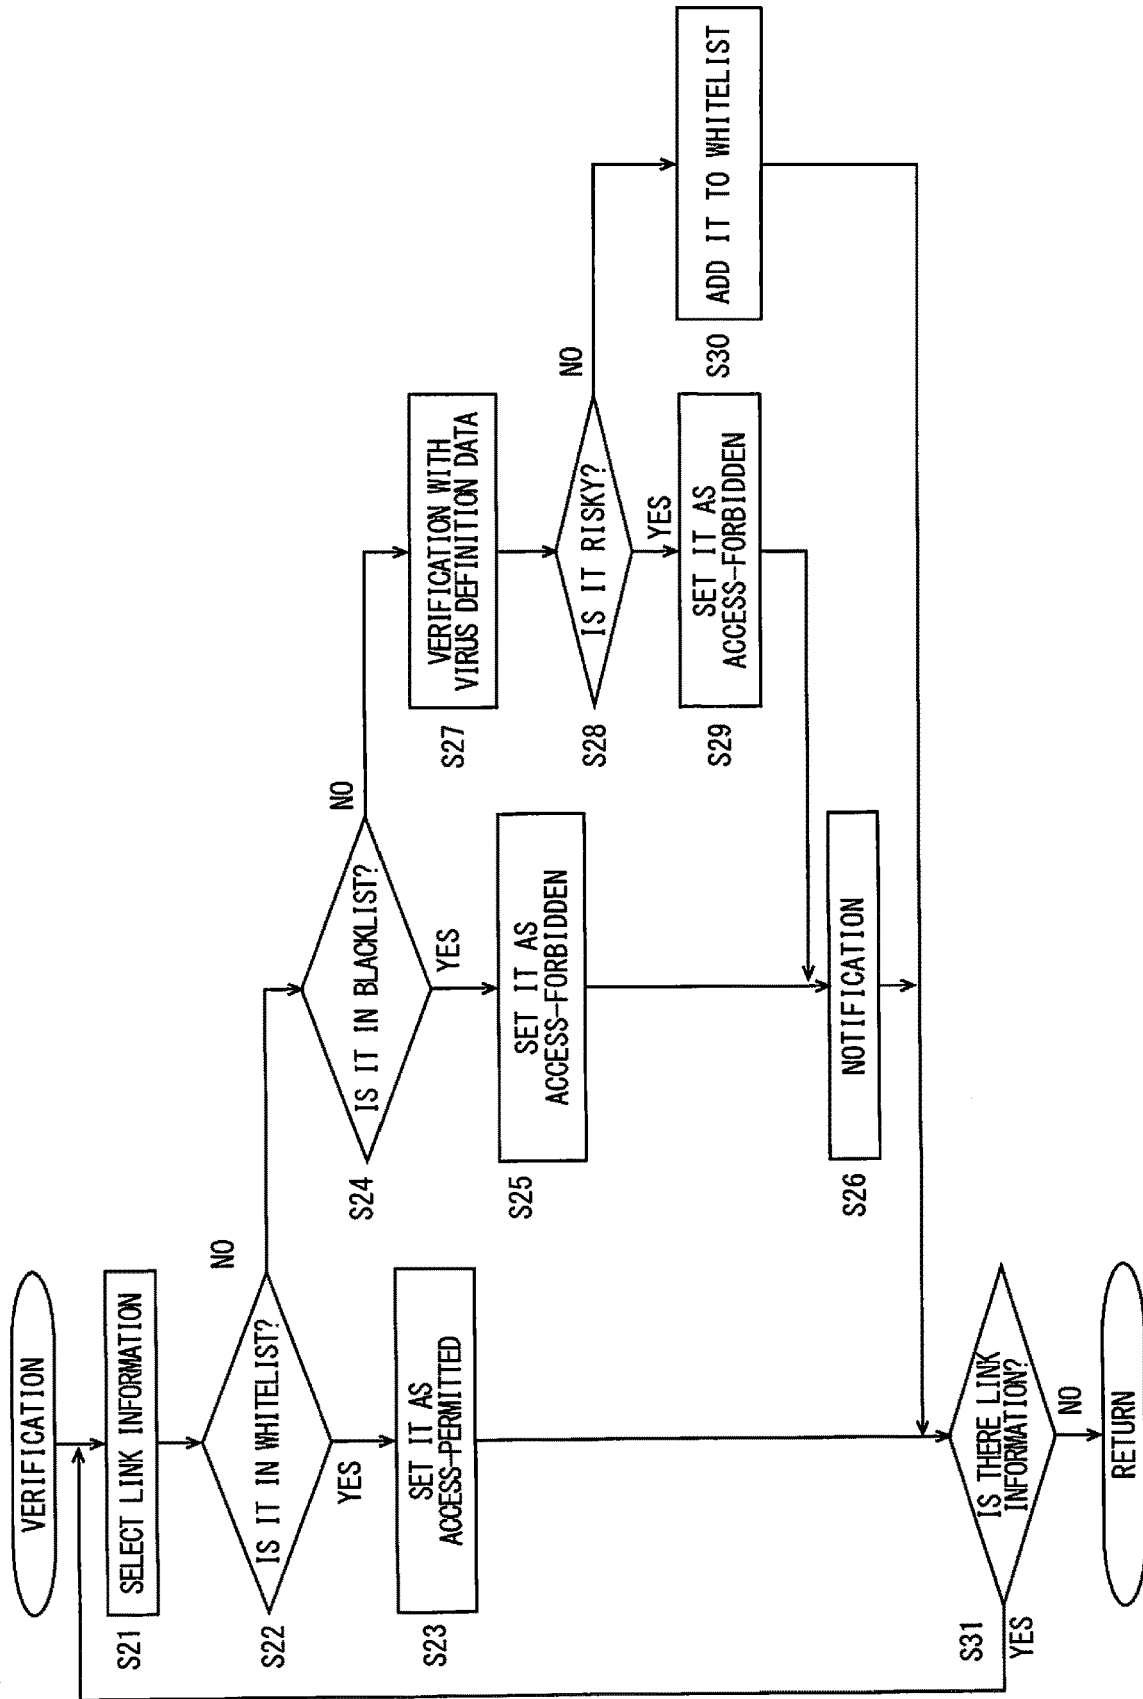 VERIFICATION
S21
SELECT LINK INFORMATION
S22
IS IT IN WHITELIST?
NO
YES
S23
SET IT AS
ACCESS-PERMITTED
S24
IS IT IN BLACKLIST?
NO
YES
S25
SET IT AS
ACCESS-FORBIDDEN
S26
NOTIFICATION
S27
VERIFICATION WITH
VIRUS DEFINITION DATA
S28
IS IT RISKY?
NO
YES
S29
SET IT AS
ACCESS-FORBIDDEN
S30
ADD IT TO WHITELIST
S31
IS THERE LINK
INFORMATION?
YES
NO
RETURN